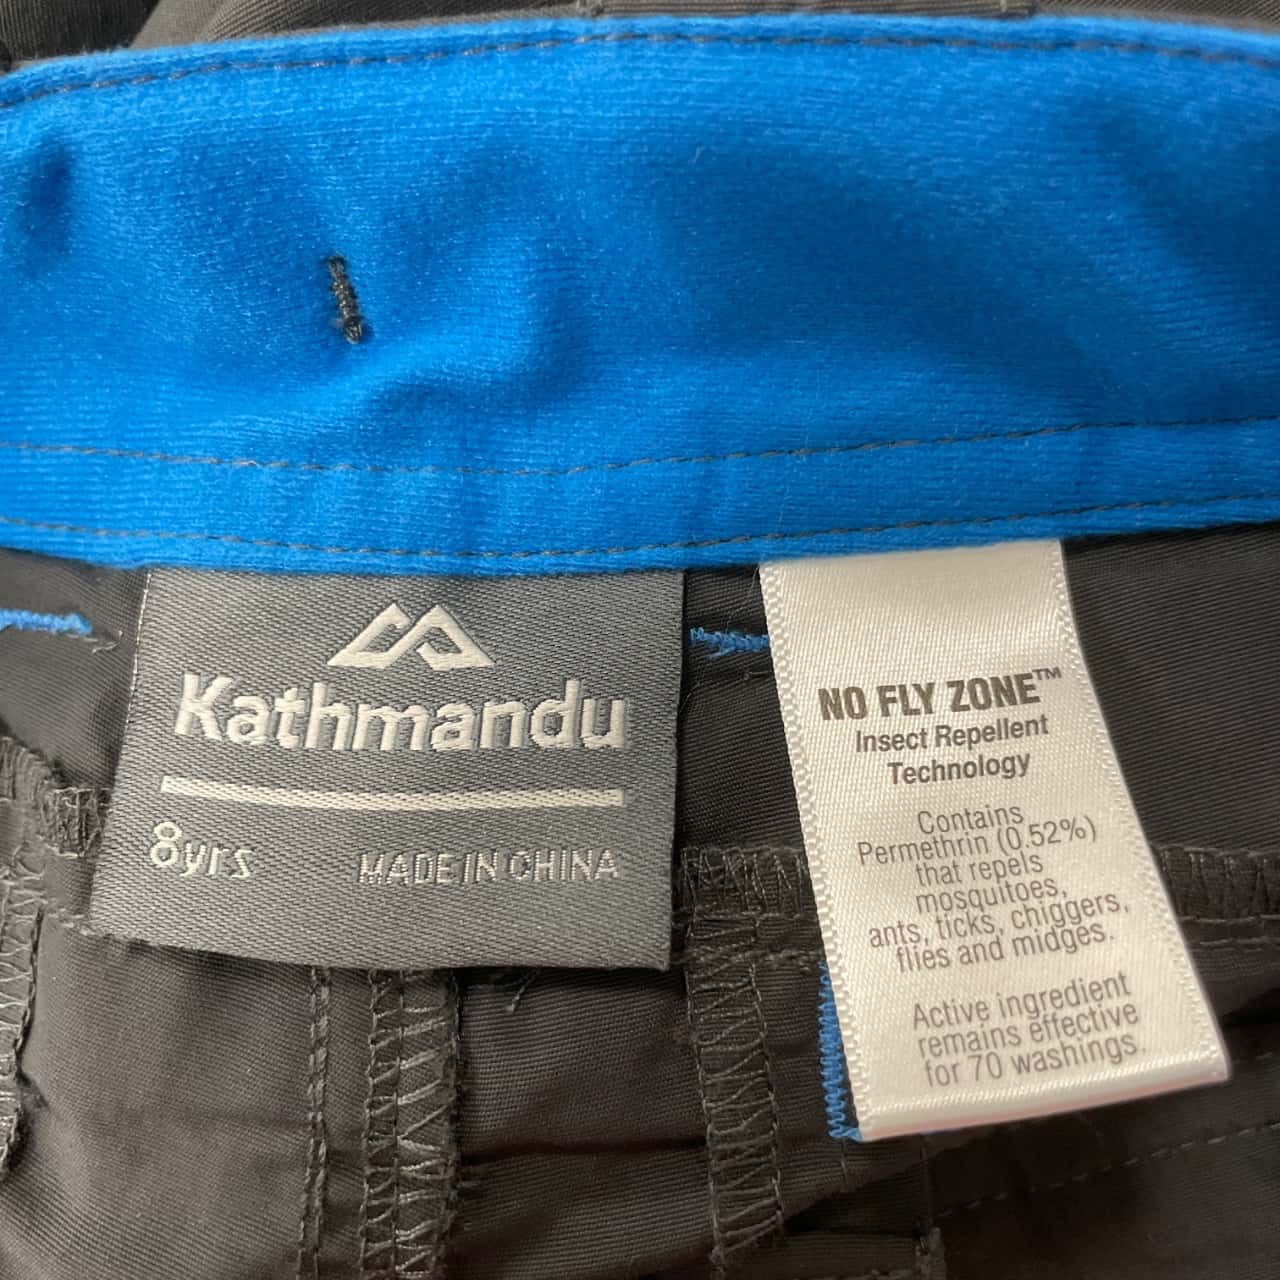 Kathmandu
8yrs
MADE IN CHINA
NO FLY ZONE™
Insect Repellent
Technology
Contains
Permethrin (0.52%)
that repels
mosquitoes,
ants, ticks, chiggers,
flies and midges.
Active ingredient
remains effective
for 70 washings.